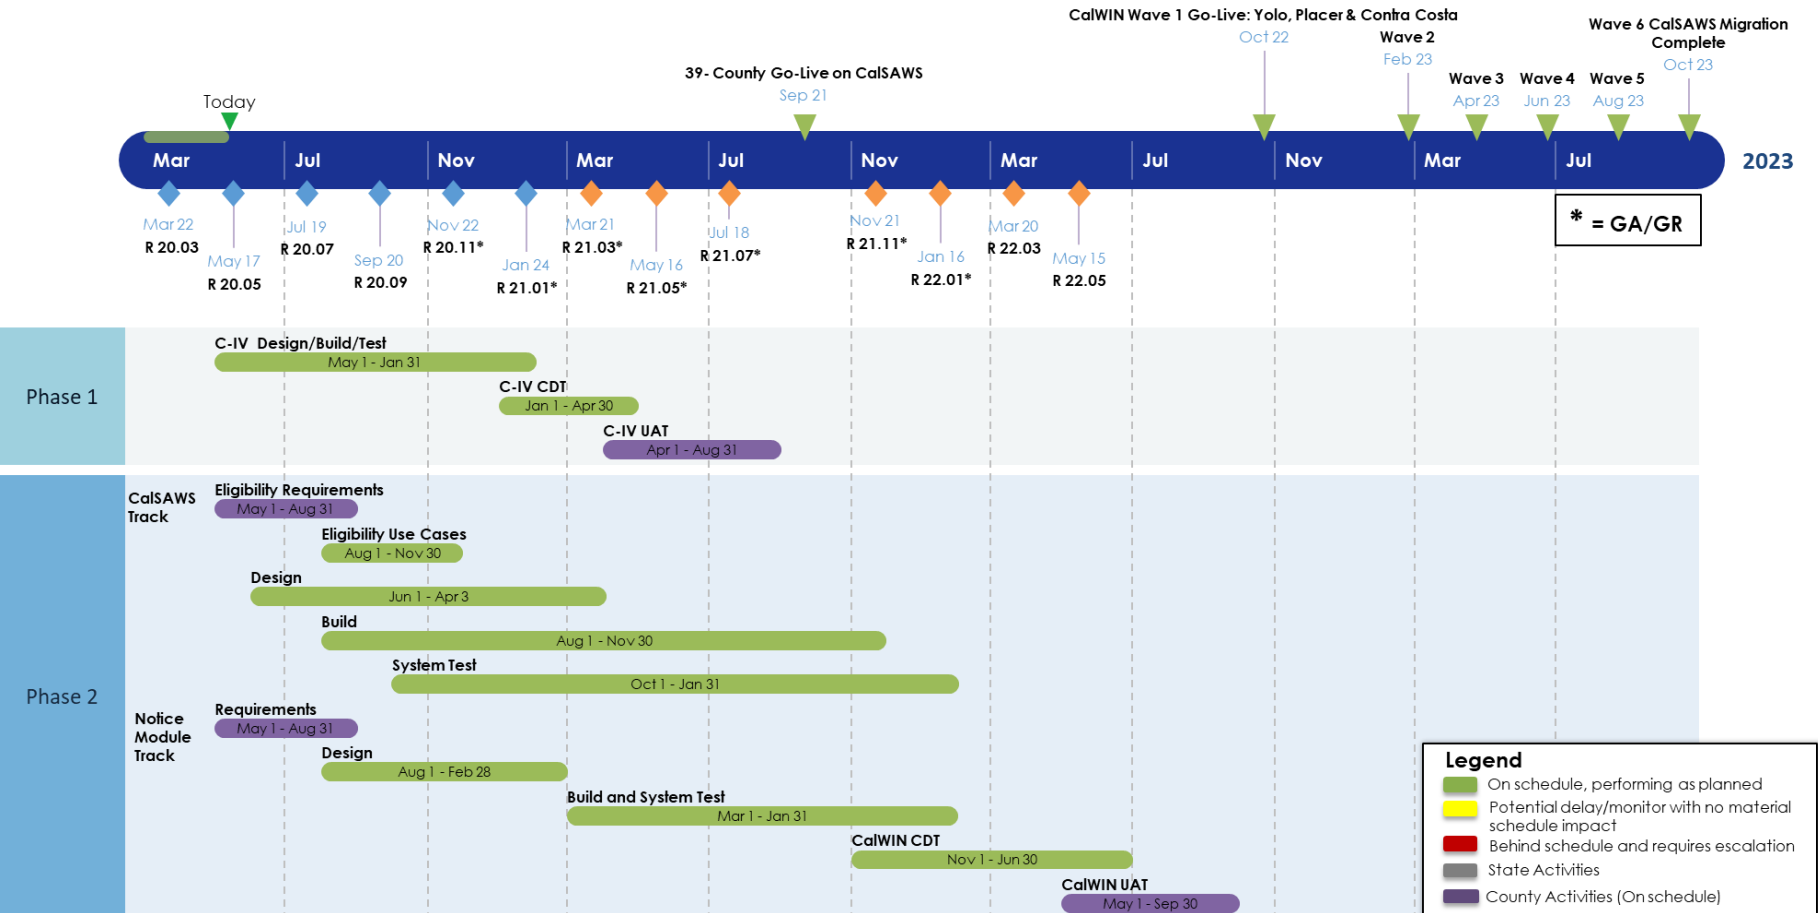 CalWIN Wave 1 Go-Live: Yolo, Placer & Contra Costa
Oct 22
Wave 2
Feb 23
Wave 6 CalSAWS Migration
Complete
Oct 23
39- County Go-Live on CalSAWS
Sep 21
Wave 3
Apr 23
Wave 4
Jun 23
Wave 5
Aug 23
Today
Mar
Jul
Nov
Mar
Jul
Nov
Mar
Jul
Nov
Mar
Jul
2023
Mar 22
R 20.03
May 17
R 20.05
Jul 19
R 20.07
Sep 20
R 20.09
Nov 22
R 20.11*
Jan 24
R 21.01*
Mar 21
R 21.03*
May 16
R 21.05*
Jul 18
R 21.07*
Nov 21
R 21.11*
Jan 16
R 22.01*
Mar 20
R 22.03
May 15
R 22.05
* = GA/GR
Phase 1
C-IV Design/Build/Test
May 1 - Jan 31
C-IV CDT
Jan 1 - Apr 30
C-IV UAT
Apr 1 - Aug 31
Phase 2
CalSAWS
Track
Eligibility Requirements
May 1 - Aug 31
Eligibility Use Cases
Aug 1 - Nov 30
Design
Jun 1 - Apr 3
Build
Aug 1 - Nov 30
System Test
Oct 1 - Jan 31
Notice
Module
Track
Requirements
May 1 - Aug 31
Design
Aug 1 - Feb 28
Build and System Test
Mar 1 - Jan 31
CalWIN CDT
Nov 1 - Jun 30
CalWIN UAT
May 1 - Sep 30
Legend
On schedule, performing as planned
Potential delay/monitor with no material
schedule impact
Behind schedule and requires escalation
State Activities
County Activities (On schedule)